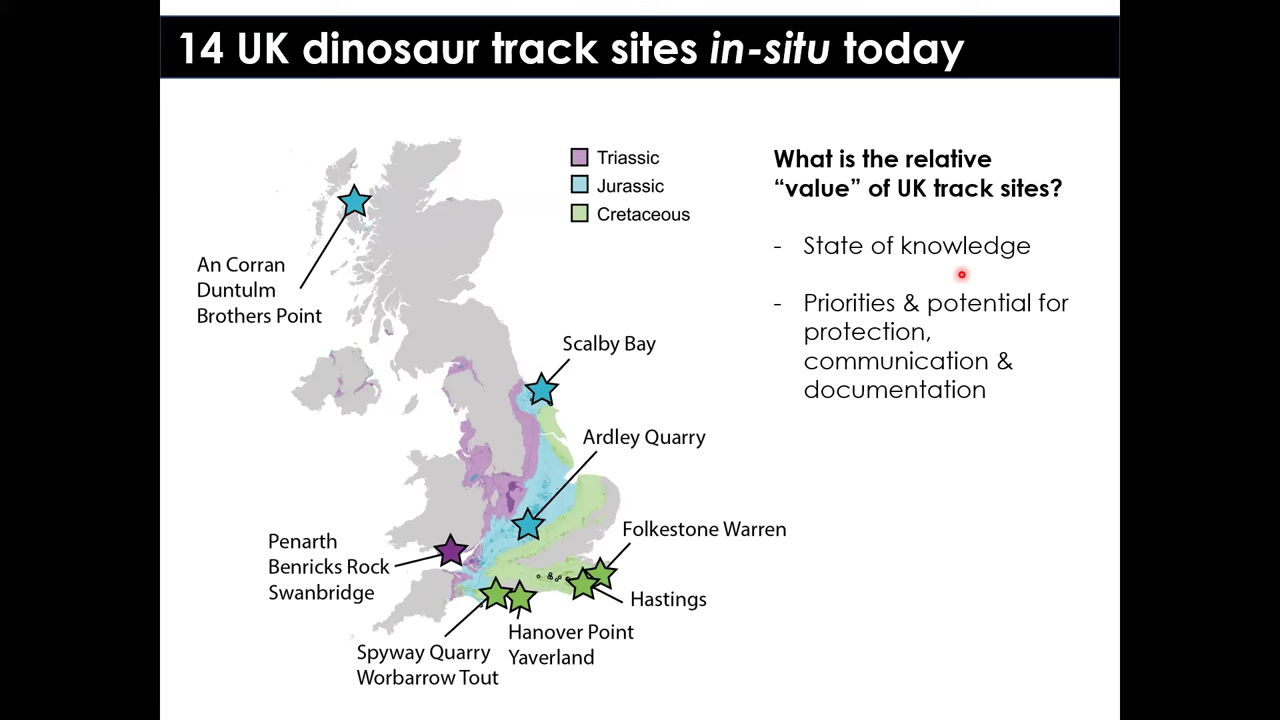 14 UK dinosaur track sites in-situ today
Triassic
Jurassic
Cretaceous
What is the relative
“value” of UK track sites?
- State of knowledge
- Priorities & potential for
protection,
communication &
documentation
An Corran
Duntulm
Brothers Point
Scalby Bay
Ardley Quarry
Folkestone Warren
Penarth
Benricks Rock
Swanbridge
Hastings
Hanover Point
Yaverland
Spyway Quarry
Worbarrow Tout